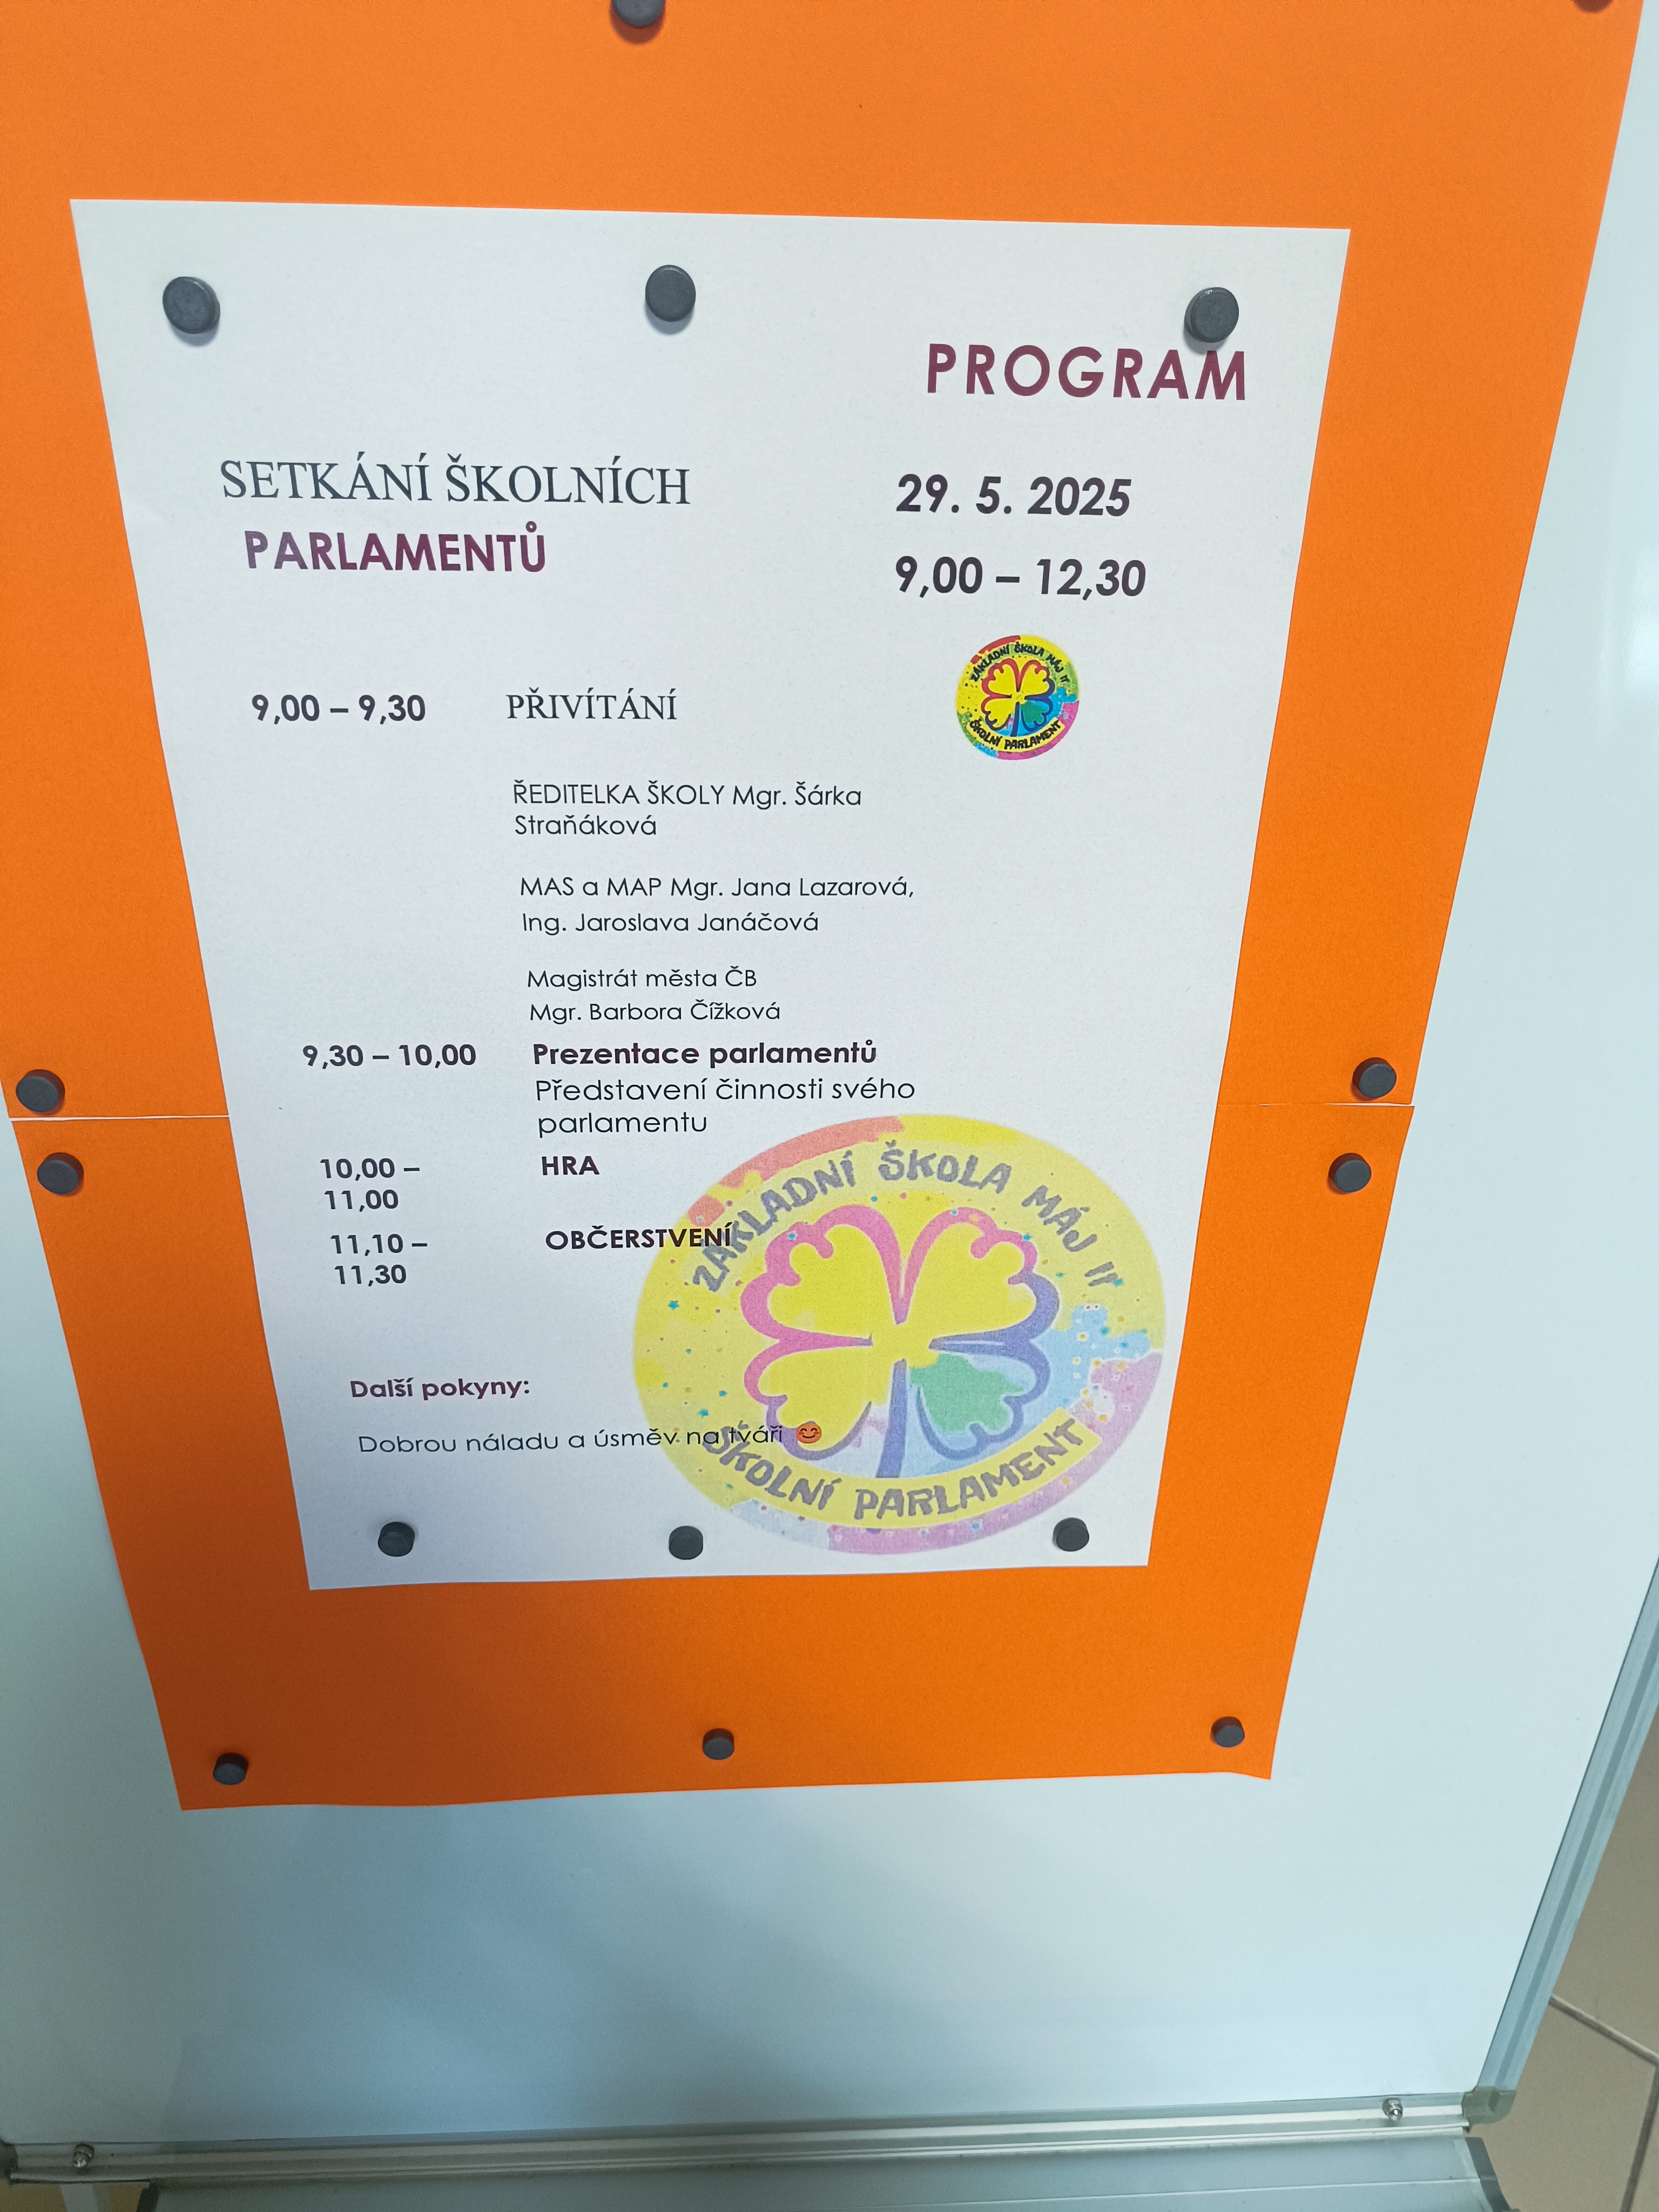 PROGRAM
SETKÁNÍ ŠKOLNÍCH
PARLAMENTŮ
29. 5. 2025
9,00 – 12,30
ZÁKLADNÍ ŠKOLA MÁJ II
ŠKOLNÍ PARLAMENT
9,00 – 9,30 PŘIVÍTÁNÍ
ŘEDITELKA ŠKOLY Mgr. Šárka
Straňáková
MAS a MAP Mgr. Jana Lazarová,
Ing. Jaroslava Janáčová
Magistrát města ČB
Mgr. Barbora Čížková
9,30 – 10,00 Prezentace parlamentů
Představení činnosti svého
parlamentu
10,00 – HRA
11,00
11,10 – OBČERSTVENÍ
11,30
Další pokyny:
Dobrou náladu a úsměv na tváři 😊
ZÁKLADNÍ ŠKOLA MÁJ II
ŠKOLNÍ PARLAMENT